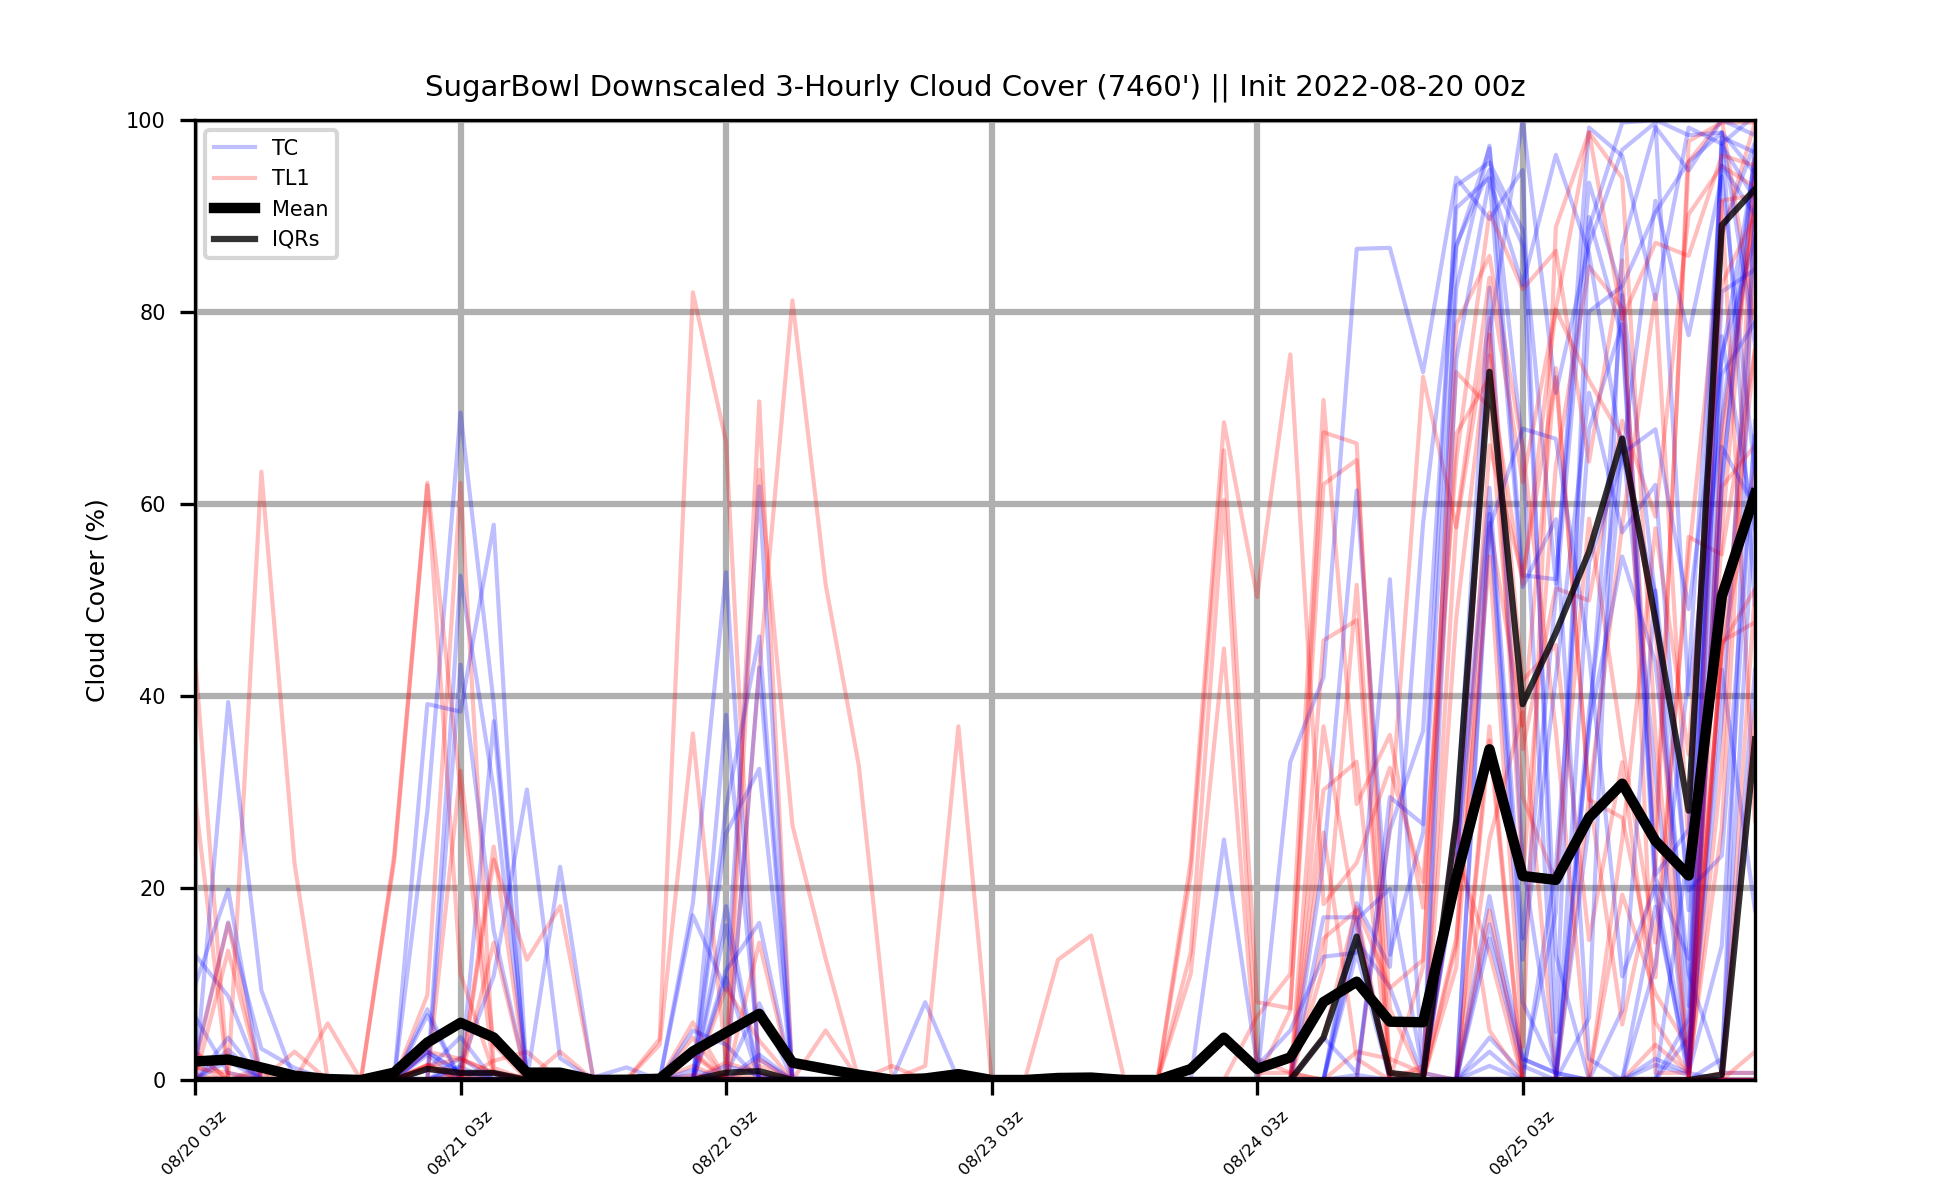 SugarBowl Downscaled 3-Hourly Cloud Cover (7460') || Init 2022-08-20 00z
100
80
60
40
20
0
Cloud Cover (%)
TC
TL1
Mean
IQRs
08/20 03z
08/21 03z
08/22 03z
08/23 03z
08/24 03z
08/25 03z